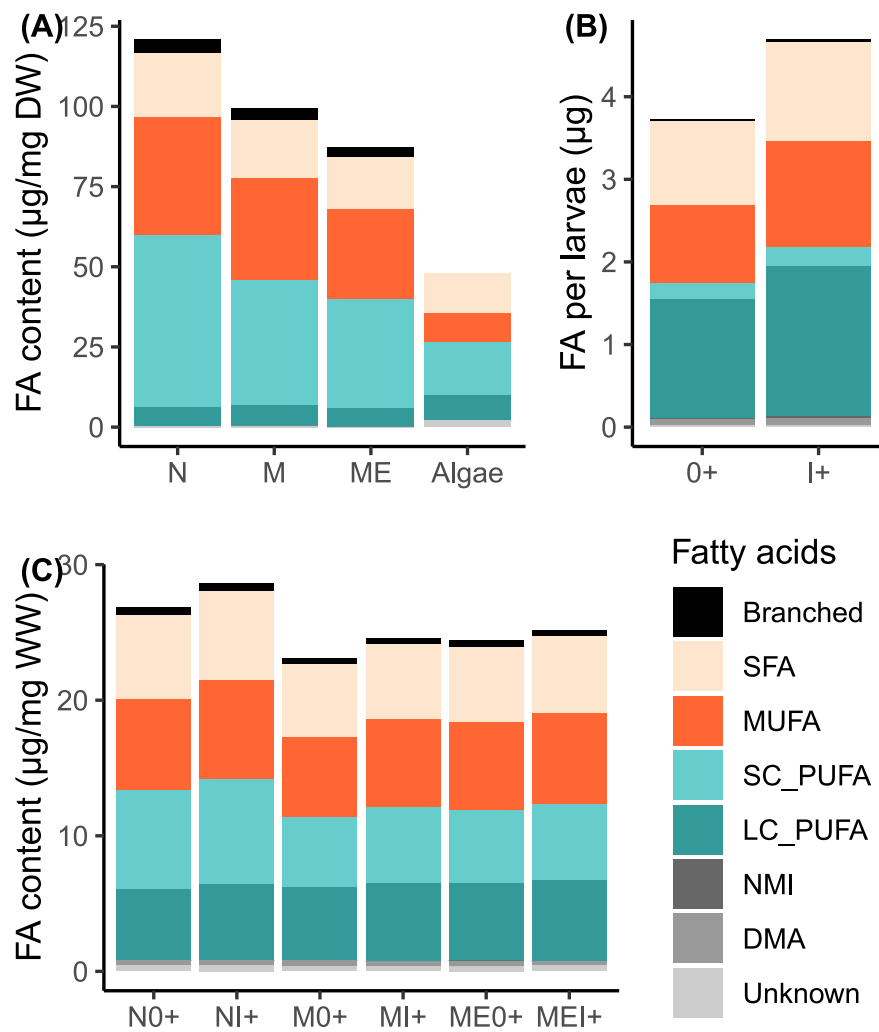 (A)
FA content (µg/mg DW)
125
100
75
50
25
0
N M ME Algae
(B)
FA per larvae (µg)
4
3
2
1
0
0+ I+
(C)
FA content (µg/mg WW)
30
20
10
0
N0+ NI+ M0+ MI+ ME0+ MEI+
Fatty acids
Branched
SFA
MUFA
SC_PUFA
LC_PUFA
NMI
DMA
Unknown